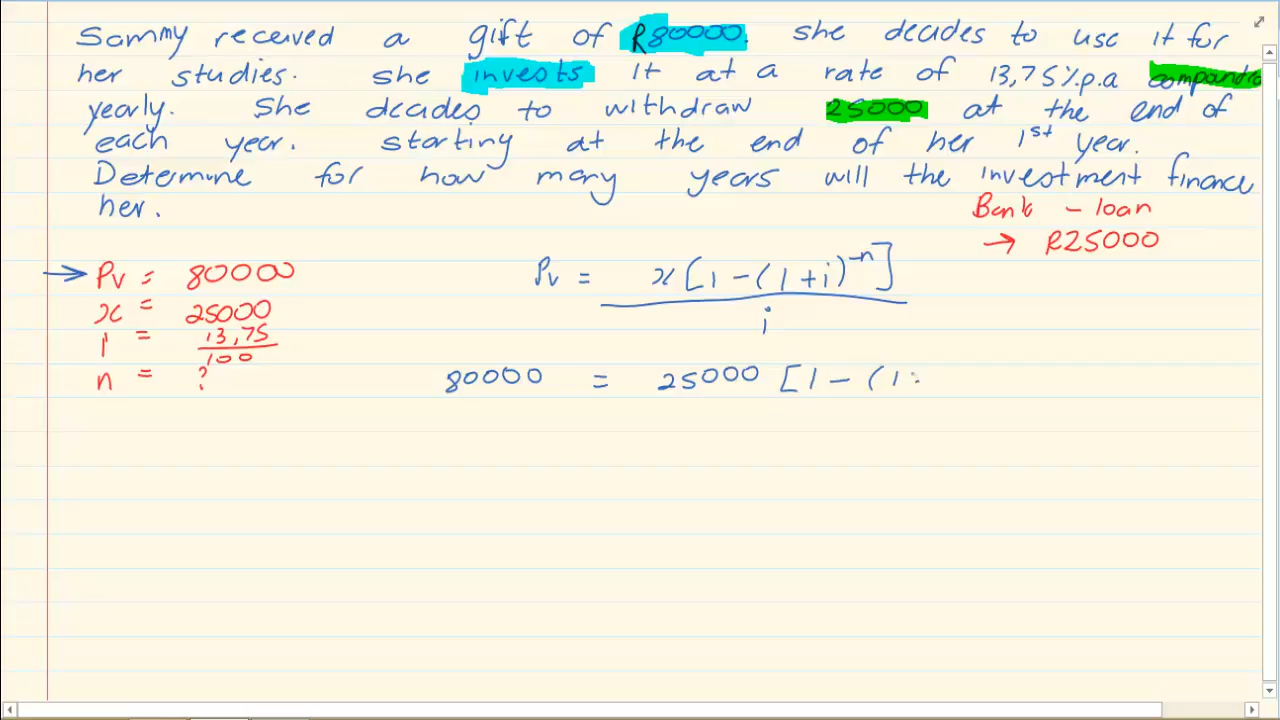 Sammy received a gift of R80000. she decides to use it for
her studies. she invests it at a rate of 13,75%p.a compounded
yearly. She decides to withdraw 25000 at the end of
each year. starting at the end of her 1st year.
Determine for how many years will the investment finance
her.
Bank - loan
→ R25000
→ Pv = 80000
x = 25000
i = 13,75/100
n = ?
Pv = x[1-(1+i)^-n]
i
80000 = 25000 [1-(1